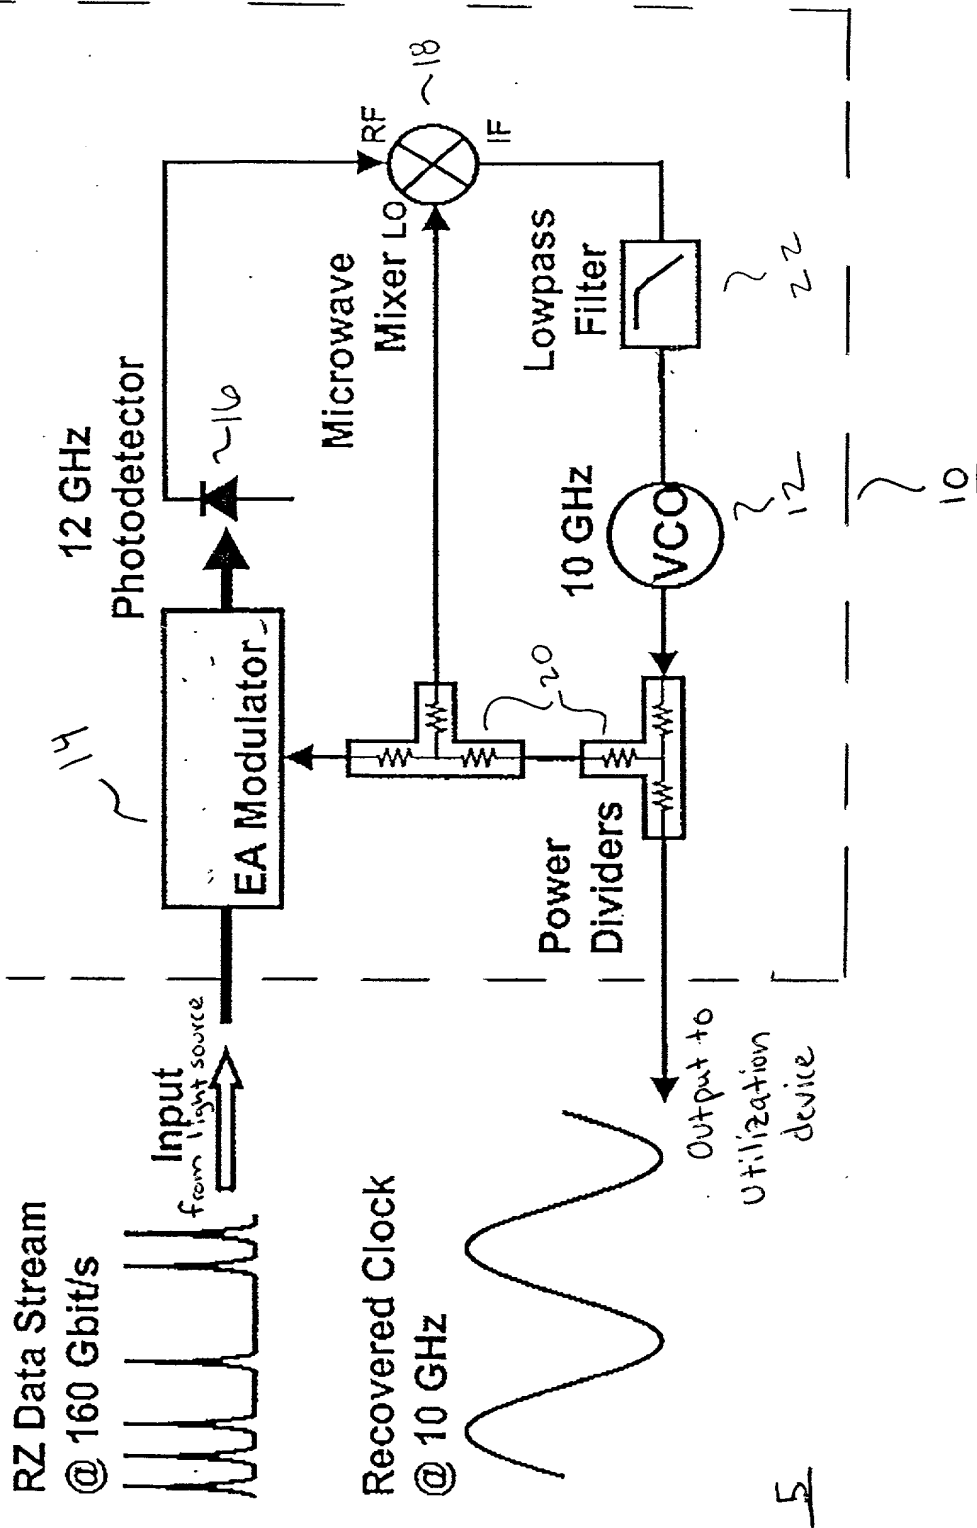 RZ Data Stream
@ 160 Gbit/s
Input
from light source
14
EA Modulator
12 GHz
Photodetector
~16
Microwave
Mixer
LO
RF
IF
~18
Recovered Clock
@ 10 GHz
Power
Dividers
20
10 GHz
VCO
12
Lowpass
Filter
22
Output to
Utilization
device
10
5